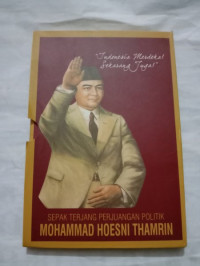 "Indonesia Merdeka!
Sekarang Juga!"
SEPAK TERJANG PERJUANGAN POLITIK
MOHAMMAD HOESNI THAMRIN